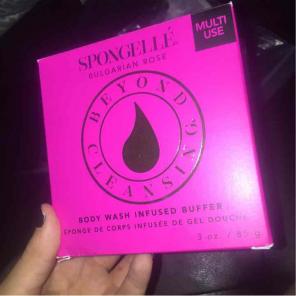 SPONGELLÉ
BULGARIAN ROSE
MULTI
USE
BEYOND
CLEANSING
BODY WASH INFUSED BUFFER
ÉPONGE DE CORPS INFUSÉE DE GEL DOUCHE
3 oz. / 85 g